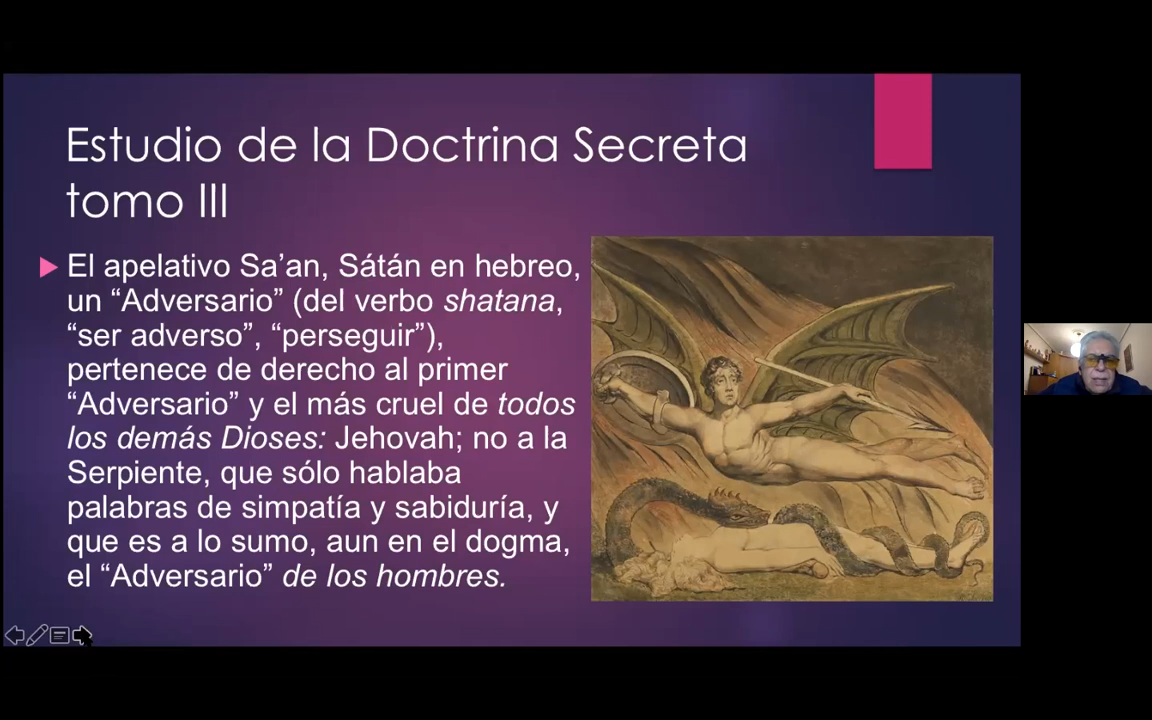 Estudio de la Doctrina Secreta
tomo III
El apelativo Sa’an, Sátán en hebreo,
un “Adversario” (del verbo shatana,
“ser adverso”, “perseguir”),
pertenece de derecho al primer
“Adversario” y el más cruel de todos
los demás Dioses: Jehovah; no a la
Serpiente, que sólo hablaba
palabras de simpatía y sabiduría, y
que es a lo sumo, aun en el dogma,
el “Adversario” de los hombres.